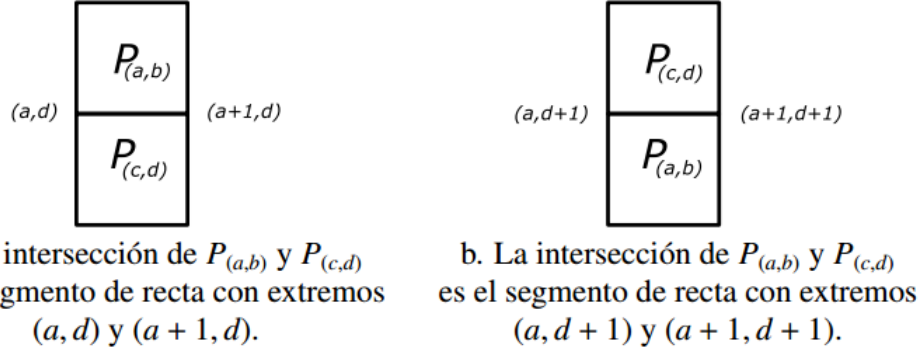 P(a,b)
(a,d) (a+1,d)
P(c,d)
intersección de P(a,b) y P(c,d)
gmento de recta con extremos
(a, d) y (a + 1, d).
P(c,d)
(a,d+1) (a+1,d+1)
P(a,b)
b. La intersección de P(a,b) y P(c,d)
es el segmento de recta con extremos
(a, d + 1) y (a + 1, d + 1).